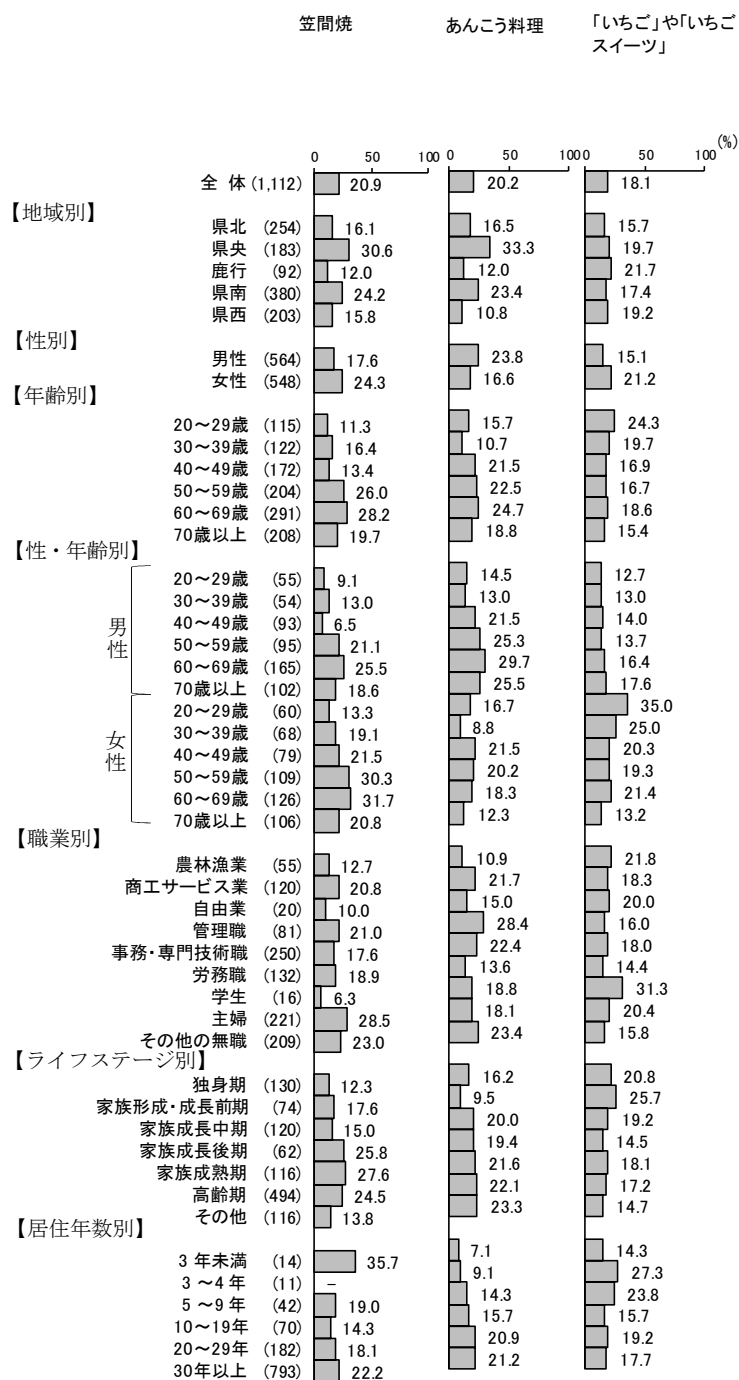 笠間焼 あんこう料理 「いちご」や「いちごスイーツ」
(%)
0 50 100 0 50 100 0 50 100
全 体 (1,112) 20.9 20.2 18.1
【地域別】
県北 (254) 16.1 16.5 15.7
県央 (183) 30.6 33.3 19.7
鹿行 (92) 12.0 12.0 21.7
県南 (380) 24.2 23.4 17.4
県西 (203) 15.8 10.8 19.2
【性別】
男性 (564) 17.6 23.8 15.1
女性 (548) 24.3 16.6 21.2
【年齢別】
20～29歳 (115) 11.3 15.7 24.3
30～39歳 (122) 16.4 10.7 19.7
40～49歳 (172) 13.4 21.5 16.9
50～59歳 (204) 26.0 22.5 16.7
60～69歳 (291) 28.2 24.7 18.6
70歳以上 (208) 19.7 18.8 15.4
【性・年齢別】
男性
20～29歳 (55) 9.1 14.5 12.7
30～39歳 (54) 13.0 13.0 13.0
40～49歳 (93) 6.5 21.5 14.0
50～59歳 (95) 21.1 25.3 13.7
60～69歳 (165) 25.5 29.7 16.4
70歳以上 (102) 18.6 25.5 17.6
女性
20～29歳 (60) 13.3 16.7 35.0
30～39歳 (68) 19.1 8.8 25.0
40～49歳 (79) 21.5 21.5 20.3
50～59歳 (109) 30.3 20.2 19.3
60～69歳 (126) 31.7 18.3 21.4
70歳以上 (106) 20.8 12.3 13.2
【職業別】
農林漁業 (55) 12.7 10.9 21.8
商工サービス業 (120) 20.8 21.7 18.3
自由業 (20) 10.0 15.0 20.0
管理職 (81) 21.0 28.4 16.0
事務・専門技術職 (250) 17.6 22.4 18.0
労務職 (132) 18.9 13.6 14.4
学生 (16) 6.3 18.8 31.3
主婦 (221) 28.5 18.1 20.4
その他の無職 (209) 23.0 23.4 15.8
【ライフステージ別】
独身期 (130) 12.3 16.2 20.8
家族形成・成長前期 (74) 17.6 9.5 25.7
家族成長中期 (120) 15.0 20.0 19.2
家族成長後期 (62) 25.8 19.4 14.5
家族成熟期 (116) 27.6 21.6 18.1
高齢期 (494) 24.5 22.1 17.2
その他 (116) 13.8 23.3 14.7
【居住年数別】
3 年未満 (14) 35.7 7.1 14.3
3 ～4 年 (11) － 9.1 27.3
5 ～9 年 (42) 19.0 14.3 23.8
10～19年 (70) 14.3 15.7 15.7
20～29年 (182) 18.1 20.9 19.2
30年以上 (793) 22.2 21.2 17.7